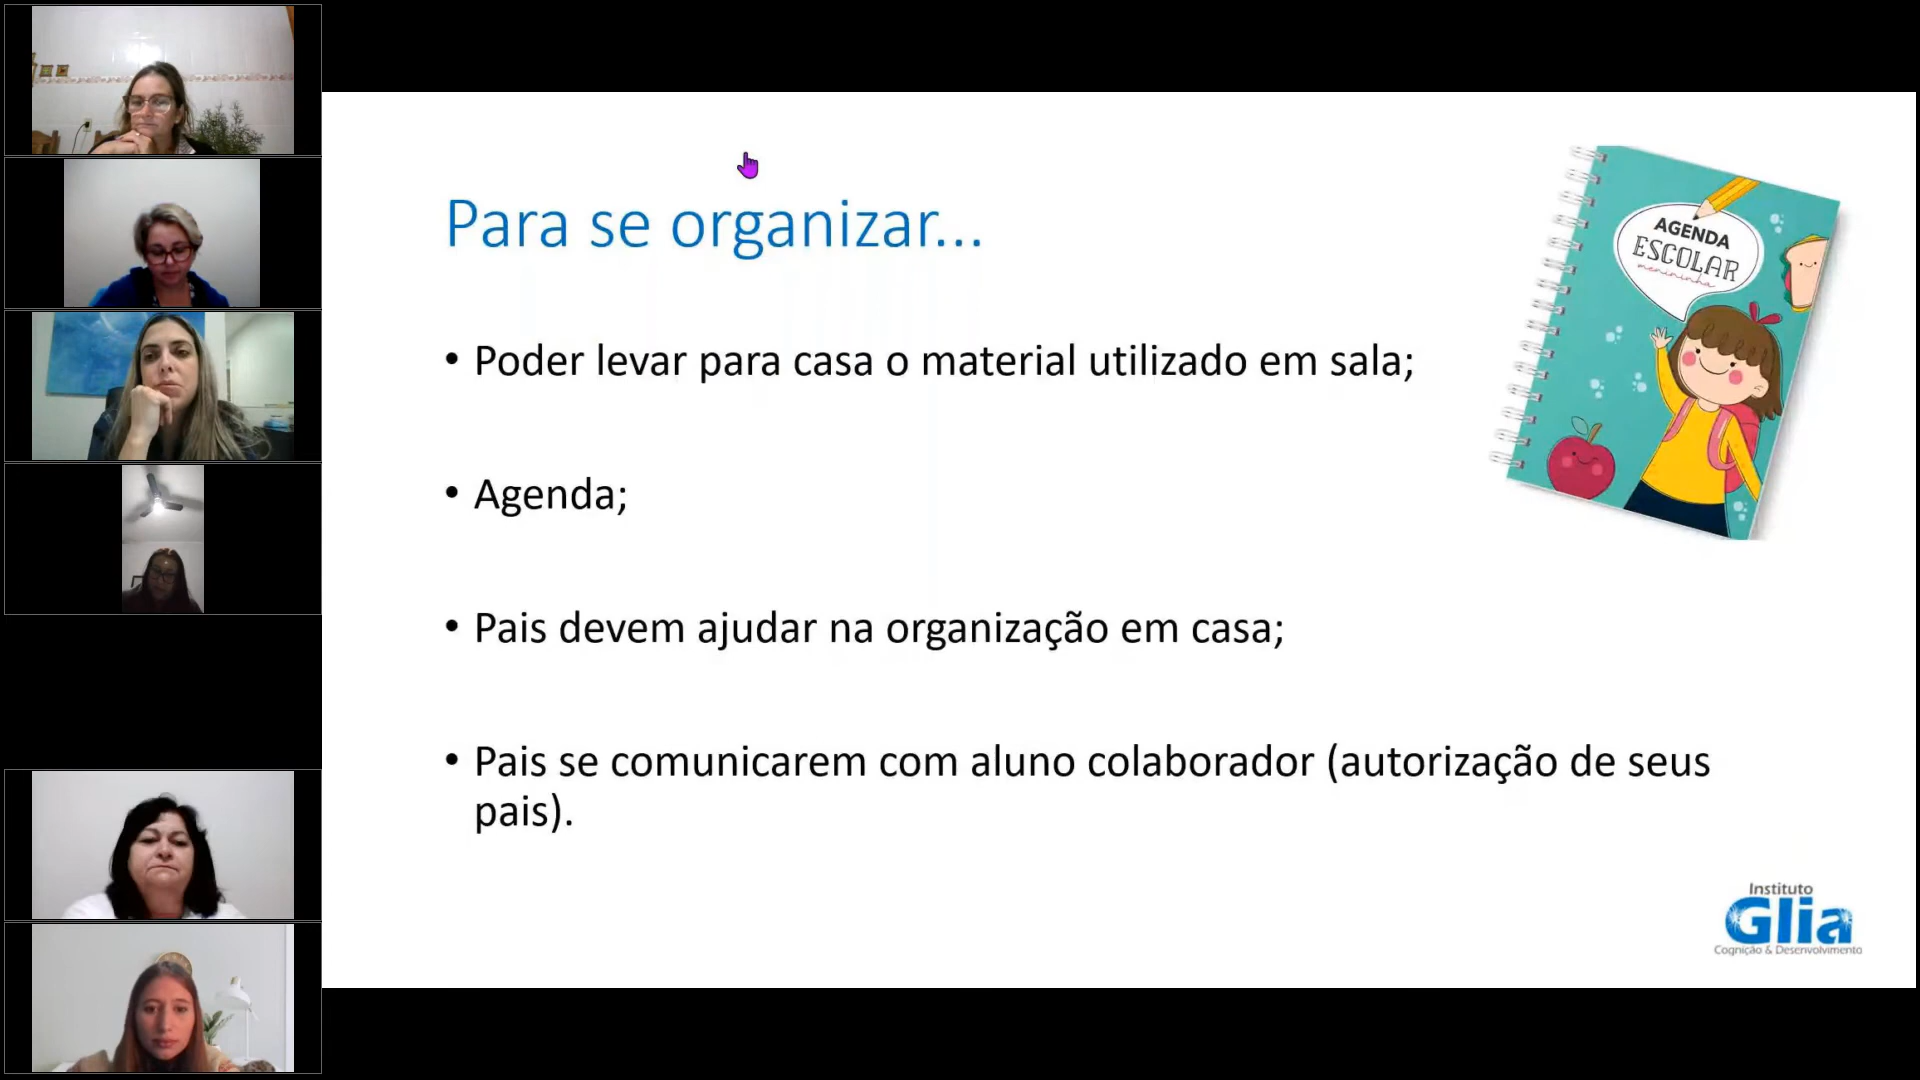 Para se organizar...
AGENDA
ESCOLAR
menininha
• Poder levar para casa o material utilizado em sala;
• Agenda;
• Pais devem ajudar na organização em casa;
• Pais se comunicarem com aluno colaborador (autorização de seus
pais).
Instituto
Glia
Cognição & Desenvolvimento